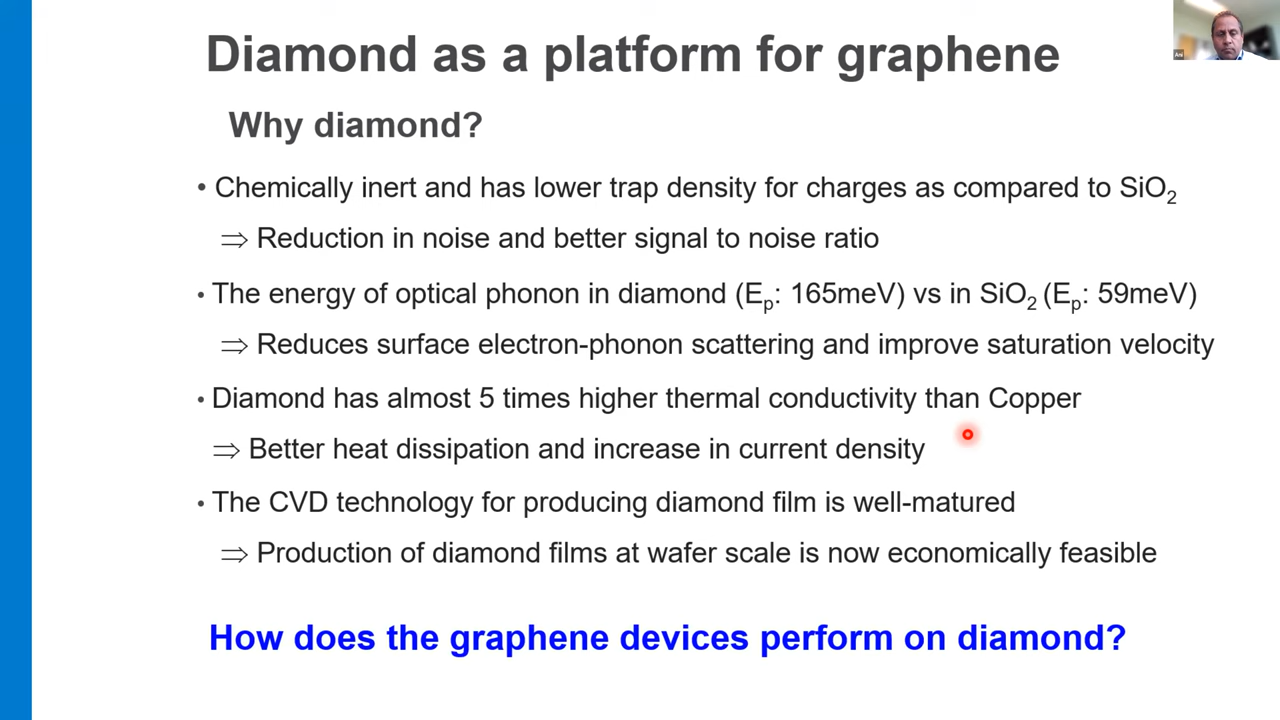 Diamond as a platform for graphene
Ani
Why diamond?
• Chemically inert and has lower trap density for charges as compared to SiO₂
⇒ Reduction in noise and better signal to noise ratio
• The energy of optical phonon in diamond (Eₚ: 165meV) vs in SiO₂ (Eₚ: 59meV)
⇒ Reduces surface electron-phonon scattering and improve saturation velocity
• Diamond has almost 5 times higher thermal conductivity than Copper
⇒ Better heat dissipation and increase in current density
• The CVD technology for producing diamond film is well-matured
⇒ Production of diamond films at wafer scale is now economically feasible
How does the graphene devices perform on diamond?